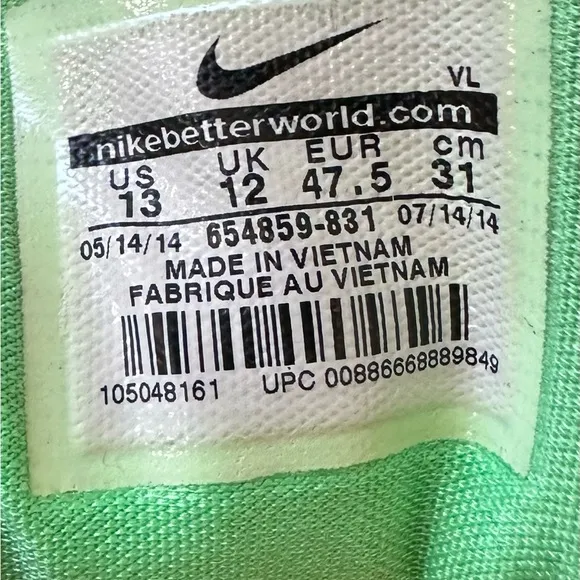 VL
nikebetterworld.com
US UK EUR cm
13 12 47.5 31
05/14/14 654859-831 07/14/14
MADE IN VIETNAM
FABRIQUE AU VIETNAM
105048161 UPC 00886668889849